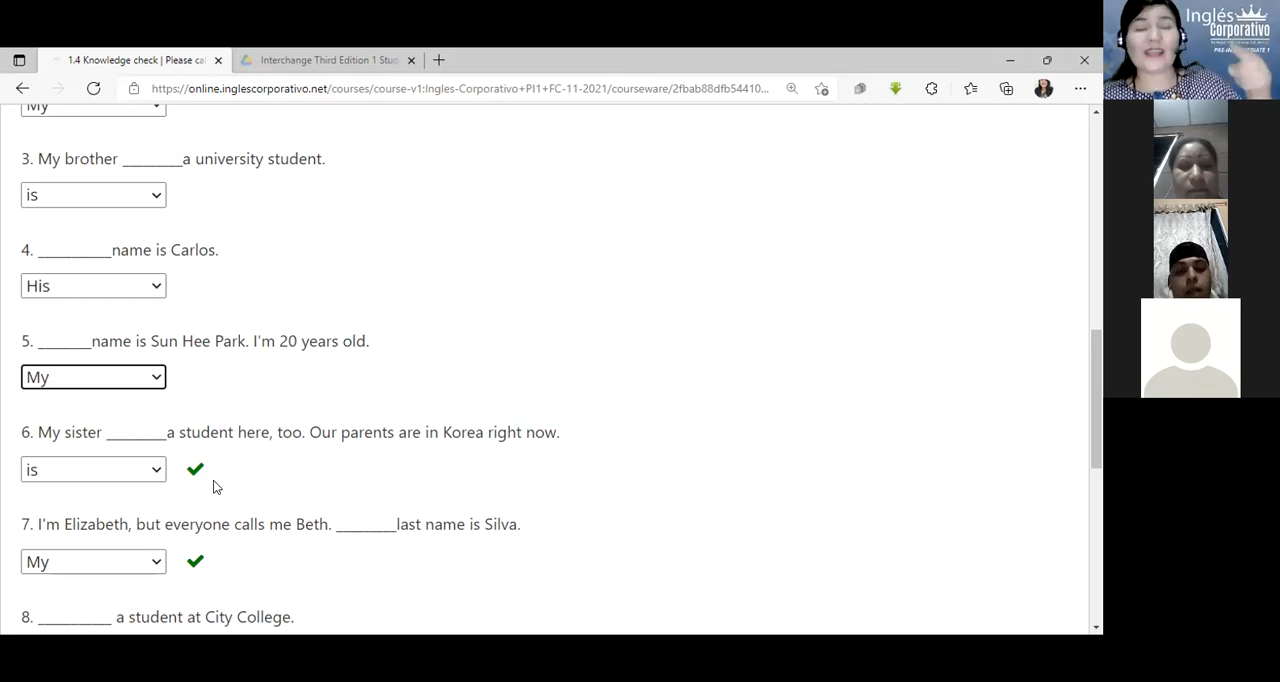 1.4 Knowledge check | Please ca
Interchange Third Edition 1 Stu
https://online.inglescorporativo.net/courses/course-v1:Ingles-Corporativo+PI1+FC-11-2021/courseware/2fbab88dfb54410...
My
3. My brother ________a university student.
is
4. __________name is Carlos.
His
5. _______name is Sun Hee Park. I'm 20 years old.
My
6. My sister ________a student here, too. Our parents are in Korea right now.
is
7. I'm Elizabeth, but everyone calls me Beth. ________last name is Silva.
My
8. __________ a student at City College.
Inglés
Corporativo
PRE-INTERMEDIATE 1